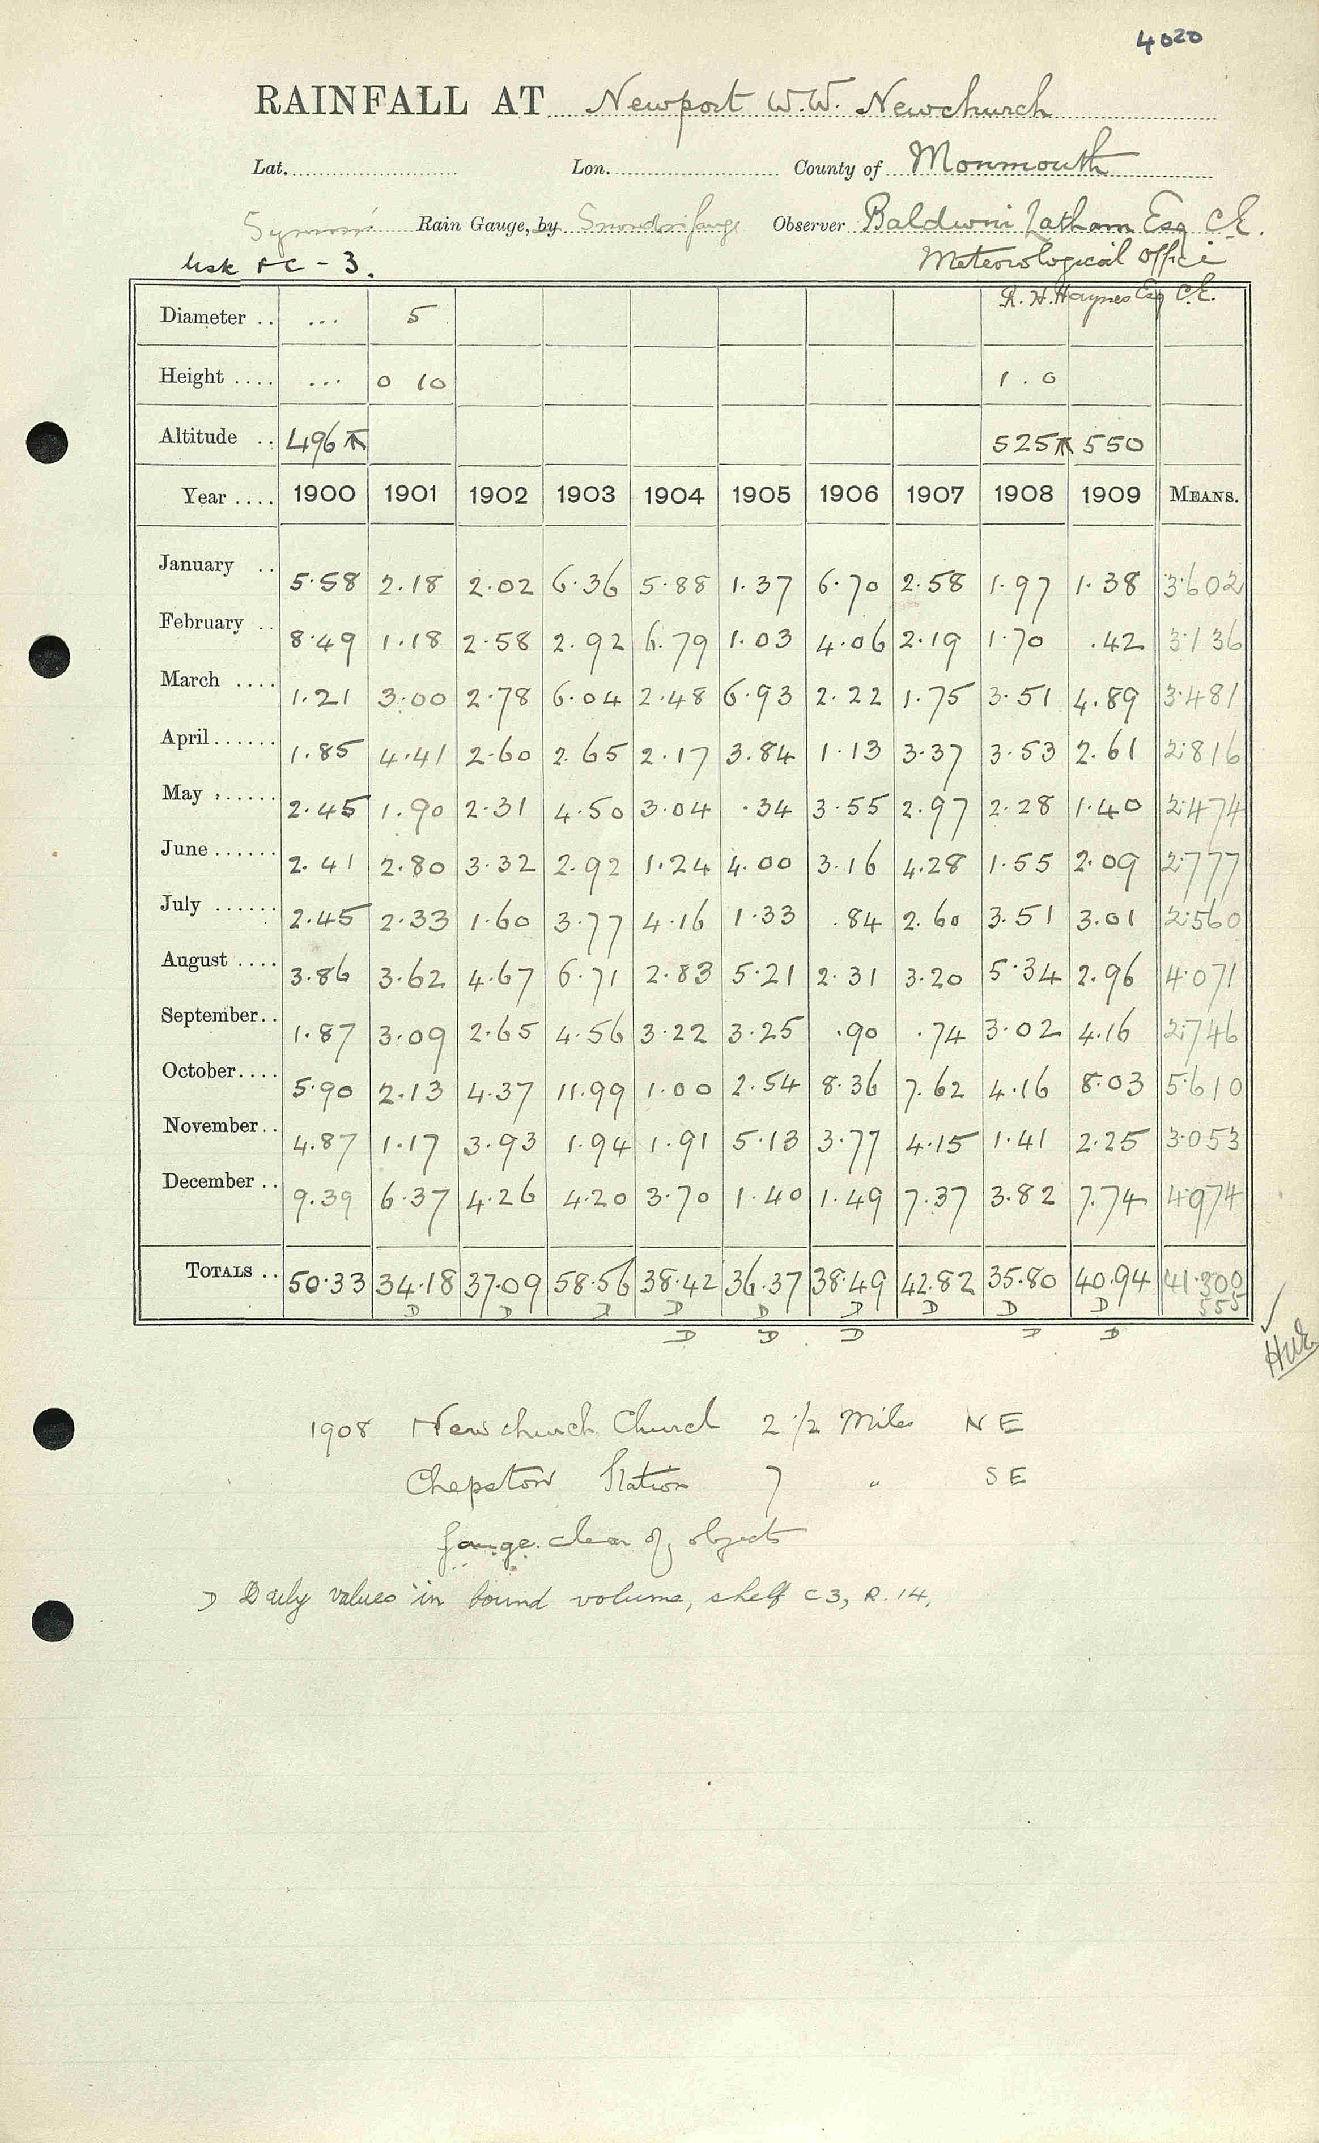 4020
RAINFALL AT Newport W.W. Newchurch
Lat. Lon. County of Monmouth
Rain Gauge, by Snowdon gauge Observer Baldwin Latham Esq C.E.
Usk &c - 3. Meteorological Office
R. H. Haynes Esq C.E.
Diameter .. ... 5
Height .... ... 0 10 1.0
Altitude .. 496 525 550
Year .... 1900 1901 1902 1903 1904 1905 1906 1907 1908 1909 MEANS.
January .. 5.58 2.18 2.02 6.36 5.88 1.37 6.70 2.58 1.97 1.38 3.602
February .. 8.49 1.18 2.58 2.92 6.79 1.03 4.06 2.19 1.70 .42 3.136
March .... 1.21 3.00 2.78 6.04 2.48 6.93 2.22 1.75 3.51 4.89 3.481
April ...... 1.85 4.41 2.60 2.65 2.17 3.84 1.13 3.37 3.53 2.61 2.816
May ...... 2.45 1.90 2.31 4.50 3.04 .34 3.55 2.97 2.28 1.40 2.474
June ...... 2.41 2.80 3.32 2.92 1.24 4.00 3.16 4.28 1.55 2.09 2.777
July ...... 2.45 2.33 1.60 3.77 4.16 1.33 .84 2.60 3.51 3.01 2.560
August .... 3.86 3.62 4.67 6.71 2.83 5.21 2.31 3.20 5.34 2.96 4.071
September .. 1.87 3.09 2.65 4.56 3.22 3.25 .90 .74 3.02 4.16 2.746
October .... 5.90 2.13 4.37 11.99 1.00 2.54 8.36 7.62 4.16 8.03 5.610
November .. 4.87 1.17 3.93 1.94 1.91 5.13 3.77 4.15 1.41 2.25 3.053
December .. 9.39 6.37 4.26 4.20 3.70 1.40 1.49 7.37 3.82 7.74 4.974
TOTALS .. 50.33 34.18 37.09 58.56 38.42 36.37 38.49 42.82 35.80 40.94 41.300
D D D D D D D D D 555
D D D D D
1908 Newchurch Church 2 1/2 Miles NE
Chepstow Station 7 " SE
Gauge clear of objects
D Daily values in bound volume, shelf C3, R. 14.